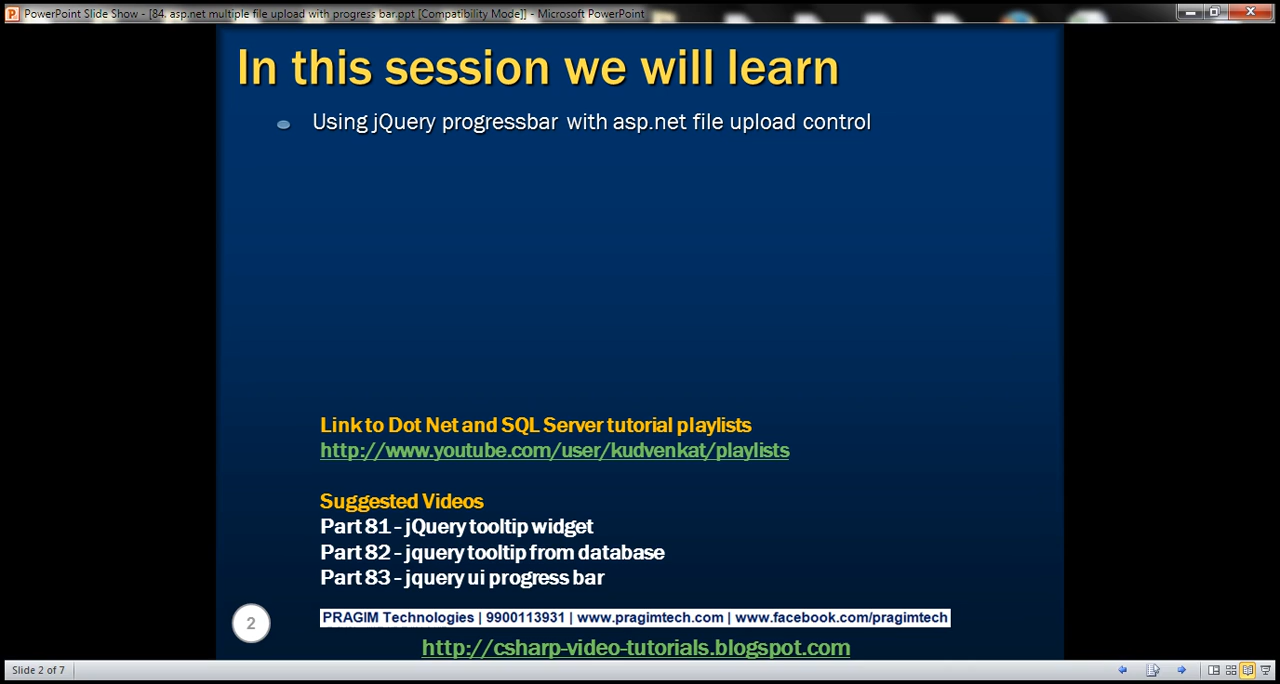 PowerPoint Slide Show - [84. asp.net multiple file upload with progress bar.ppt [Compatibility Mode]] - Microsoft PowerPoint
In this session we will learn
Using jQuery progressbar with asp.net file upload control
Link to Dot Net and SQL Server tutorial playlists
http://www.youtube.com/user/kudvenkat/playlists
Suggested Videos
Part 81 - jQuery tooltip widget
Part 82 - jquery tooltip from database
Part 83 - jquery ui progress bar
2
PRAGIM Technologies | 9900113931 | www.pragimtech.com | www.facebook.com/pragimtech
http://csharp-video-tutorials.blogspot.com
Slide 2 of 7